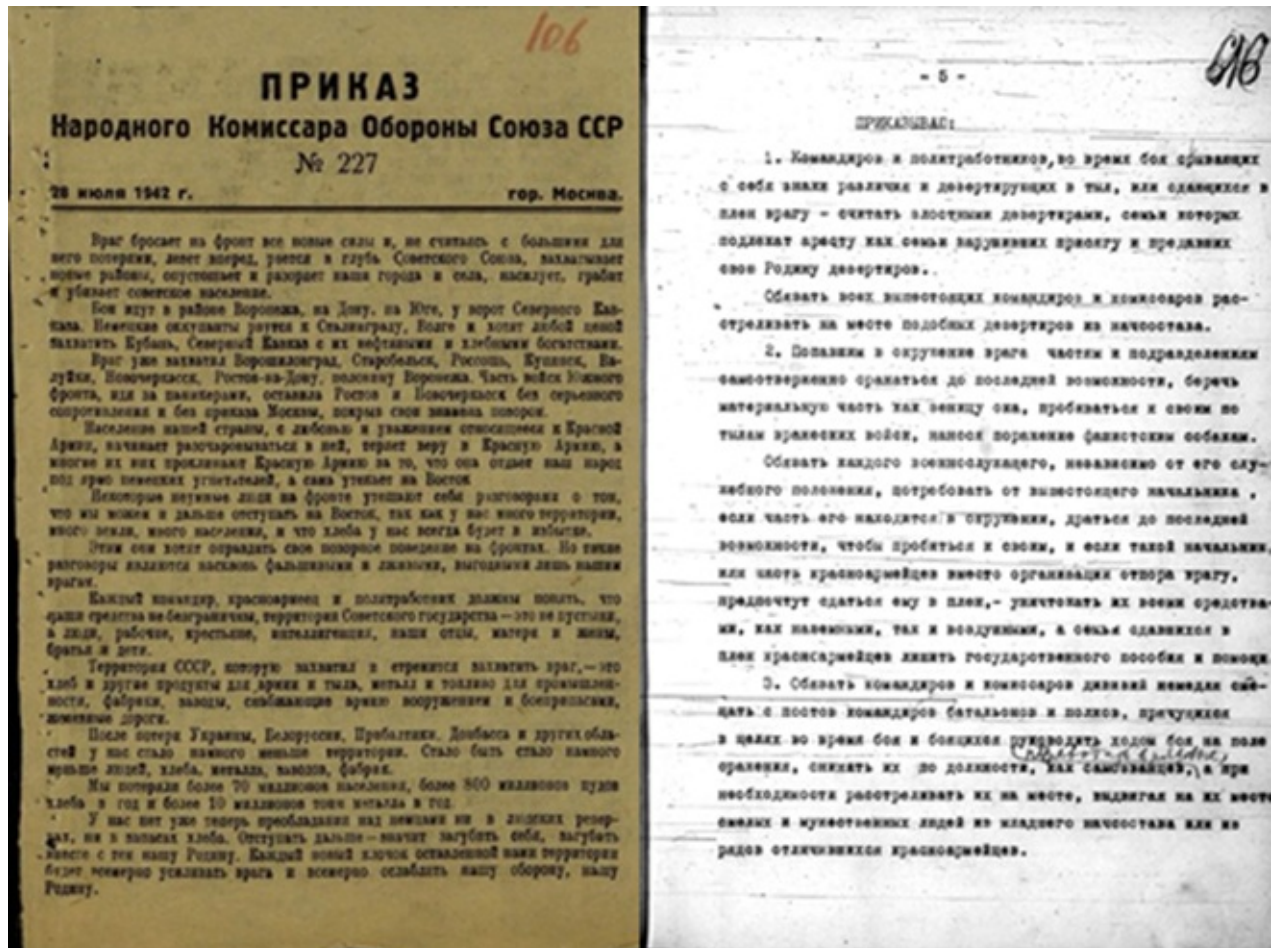 106
ПРИКАЗ
Народного Комиссара Обороны Союза ССР
№ 227
28 июля 1942 г. гор. Москва.
Враг бросает на фронт все новые силы и, не считаясь с большими для
него потерями, лезет вперед, рвется в глубь Советского Союза, захватывает
новые районы, опустошает и разоряет наши города и села, насилует, грабит
и убивает советское население.
Бои идут в районе Воронежа, на Дону, на Юге, у ворот Северного Кав-
каза. Немецкие оккупанты рвутся к Сталинграду, Волге и хотят любой ценой
захватить Кубань, Северный Кавказ с их нефтяными и хлебными богатствами.
Враг уже захватил Ворошиловград, Старобельск, Россошь, Купянск, Ва-
луйки, Новочеркасск, Ростов-на-Дону, половину Воронежа. Часть войск Южного
фронта, идя за паникерами, оставила Ростов и Новочеркасск без серьезного
сопротивления и без приказа Москвы, покрыв свои знамена позором.
Население нашей страны, с любовью и уважением относящееся к Красной
Армии, начинает разочаровываться в ней, теряет веру в Красную Армию, а
многие из них проклинают Красную Армию за то, что она отдает наш народ
под ярмо немецких угнетателей, а сама утекает на Восток
Некоторые неумные люди на фронте утешают себя разговорами о том,
что мы можем и дальше отступать на Восток, так как у нас много территории,
много земли, много населения, и что хлеба у нас всегда будет в избытке.
Этим они хотят оправдать свое позорное поведение на фронтах. Но такие
разговоры являются насквозь фальшивыми и лживыми, выгодными лишь нашим
врагам.
Каждый командир, красноармеец и политработник должны понять, что
наши средства не безграничны, территория Советского государства—это не пустыня,
а люди, рабочие, крестьяне, интеллигенция, наши отцы, матери и жены,
братья и дети.
Территория СССР, которую захватил и стремится захватить враг,—это
хлеб и другие продукты для армии и тыла, металл и топливо для промышлен-
ности, фабрики, заводы, снабжающие армию вооружением и боеприпасами,
железные дороги.
После потери Украины, Белоруссии, Прибалтики, Донбасса и других обла-
стей у нас стало намного меньше территории. Стало быть стало намного
меньше людей, хлеба, металла, заводов, фабрик.
Мы потеряли более 70 миллионов населения, более 800 миллионов пудов
хлеба в год и более 10 миллионов тонн металла в год.
У нас нет уже теперь преобладания над немцами ни в людских резер-
вах, ни в запасах хлеба. Отступать дальше—значит загубить себя, загубить
вместе с тем нашу Родину. Каждый новый клочок оставленной нами территории
будет всемерно усиливать врага и всемерно ослаблять нашу оборону, нашу
Родину.
- 5 -
ПРИКАЗЫВАЮ:
1. Командиров и политработников, во время боя срывающих
с себя знаки различия и дезертирующих в тыл, или сдающихся в
плен врагу - считать злостными дезертирами, семьи которых
подлежат аресту как семьи нарушивших присягу и предавших
свою Родину дезертиров.
Обязать всех вышестоящих командиров и комиссаров рас-
стреливать на месте подобных дезертиров из начсостава.
2. Попавшим в окружение врага частям и подразделениям
самоотверженно сражаться до последней возможности, беречь
материальную часть как зеницу ока, пробиваться к своим по
тылам вражеских войск, нанося поражение фашистским собакам.
Обязать каждого военнослужащего, независимо от его слу-
жебного положения, потребовать от вышестоящего начальника,
если часть его находится в окружении, драться до последней
возможности, чтобы пробиться к своим, и если такой начальник
или часть красноармейцев вместо организации отпора врагу,
предпочтут сдаться ему в плен,- уничтожать их всеми средства-
ми, как наземными, так и воздушными, а семьи сдавшихся в
плен красноармейцев лишить государственного пособия и помощи
3. Обязать командиров и комиссаров дивизий немедля сме-
щать с постов командиров батальонов и полков, прячущихся
в щелях во время боя и боящихся руководить ходом боя на поле
сражения, снижать их по должности, как самозванцев, а при
необходимости расстреливать их на месте, выдвигая на их место
смелых и мужественных людей из младшего начсостава или из
рядов отличившихся красноармейцев.